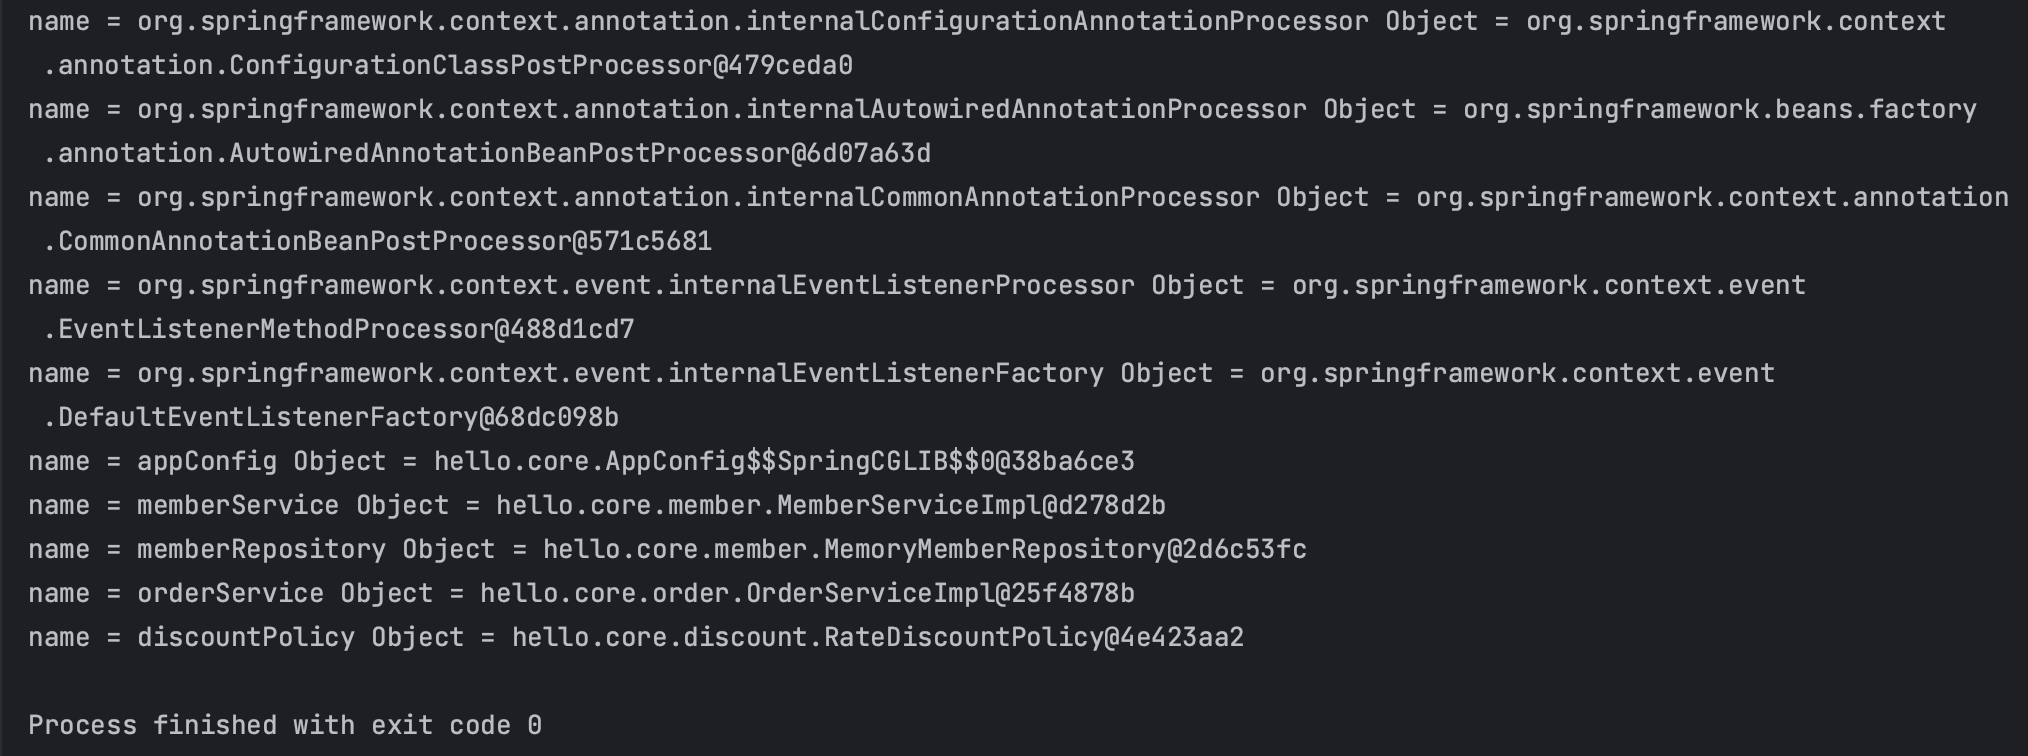 name = org.springframework.context.annotation.internalConfigurationAnnotationProcessor Object = org.springframework.context
.annotation.ConfigurationClassPostProcessor@479ceda0
name = org.springframework.context.annotation.internalAutowiredAnnotationProcessor Object = org.springframework.beans.factory
.annotation.AutowiredAnnotationBeanPostProcessor@6d07a63d
name = org.springframework.context.annotation.internalCommonAnnotationProcessor Object = org.springframework.context.annotation
.CommonAnnotationBeanPostProcessor@571c5681
name = org.springframework.context.event.internalEventListenerProcessor Object = org.springframework.context.event
.EventListenerMethodProcessor@488d1cd7
name = org.springframework.context.event.internalEventListenerFactory Object = org.springframework.context.event
.DefaultEventListenerFactory@68dc098b
name = appConfig Object = hello.core.AppConfig$$SpringCGLIB$$0@38ba6ce3
name = memberService Object = hello.core.member.MemberServiceImpl@d278d2b
name = memberRepository Object = hello.core.member.MemoryMemberRepository@2d6c53fc
name = orderService Object = hello.core.order.OrderServiceImpl@25f4878b
name = discountPolicy Object = hello.core.discount.RateDiscountPolicy@4e423aa2
Process finished with exit code 0